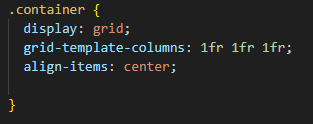 .container {
  display: grid;
  grid-template-columns: 1fr 1fr 1fr;
  align-items: center;

}